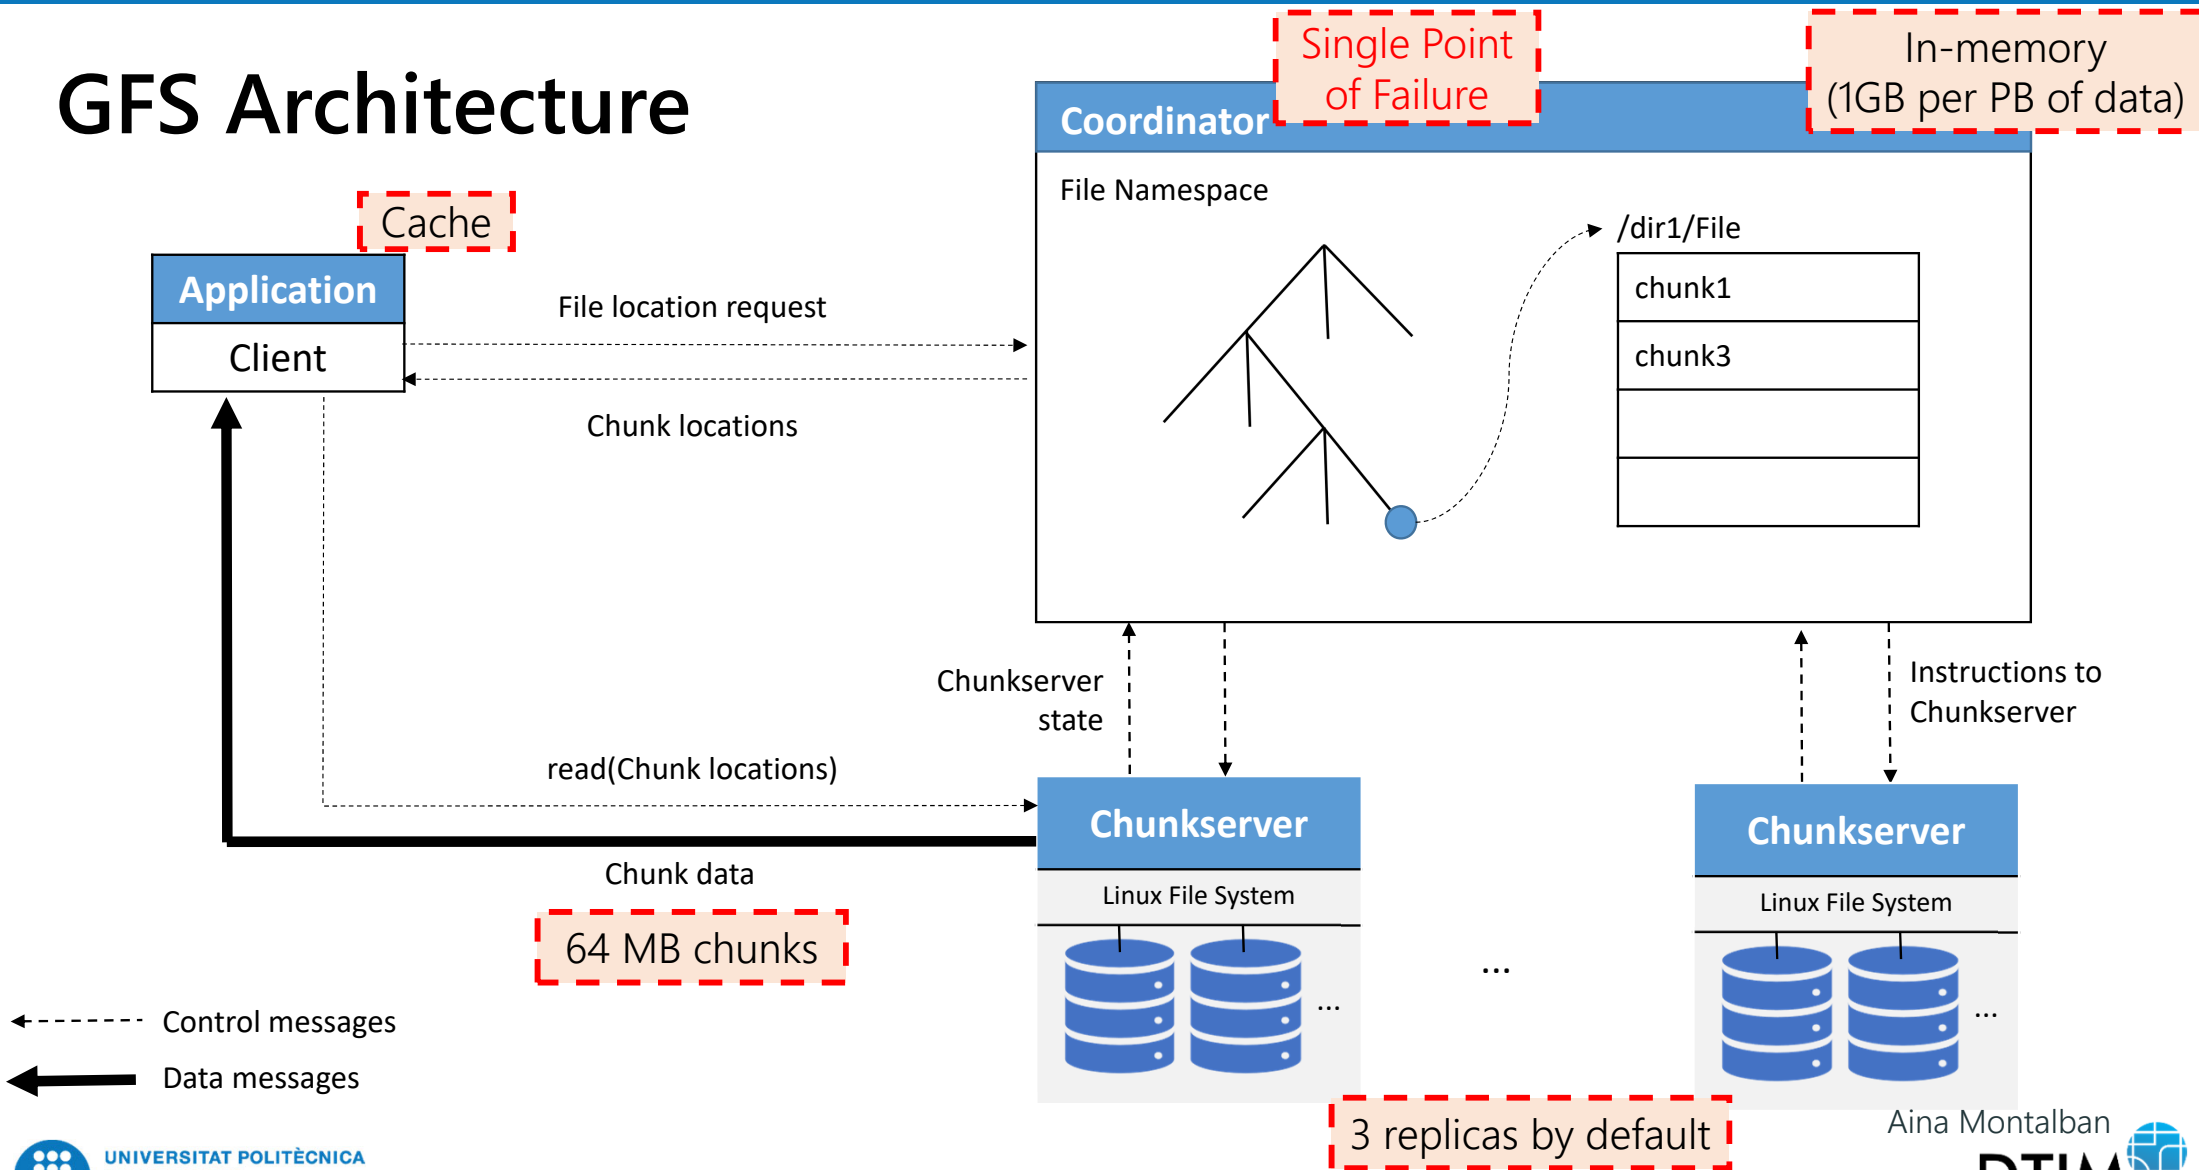 GFS Architecture
Single Point
of Failure
In-memory
(1GB per PB of data)
Coordinator
File Namespace
/dir1/File
chunk1
chunk3
Cache
Application
Client
File location request
Chunk locations
Chunkserver
state
Instructions to
Chunkserver
read(Chunk locations)
Chunk data
64 MB chunks
Chunkserver
Linux File System
...
...
Chunkserver
Linux File System
...
3 replicas by default
Control messages
Data messages
UNIVERSITAT POLITÈCNICA
Aina Montalban
DTIM